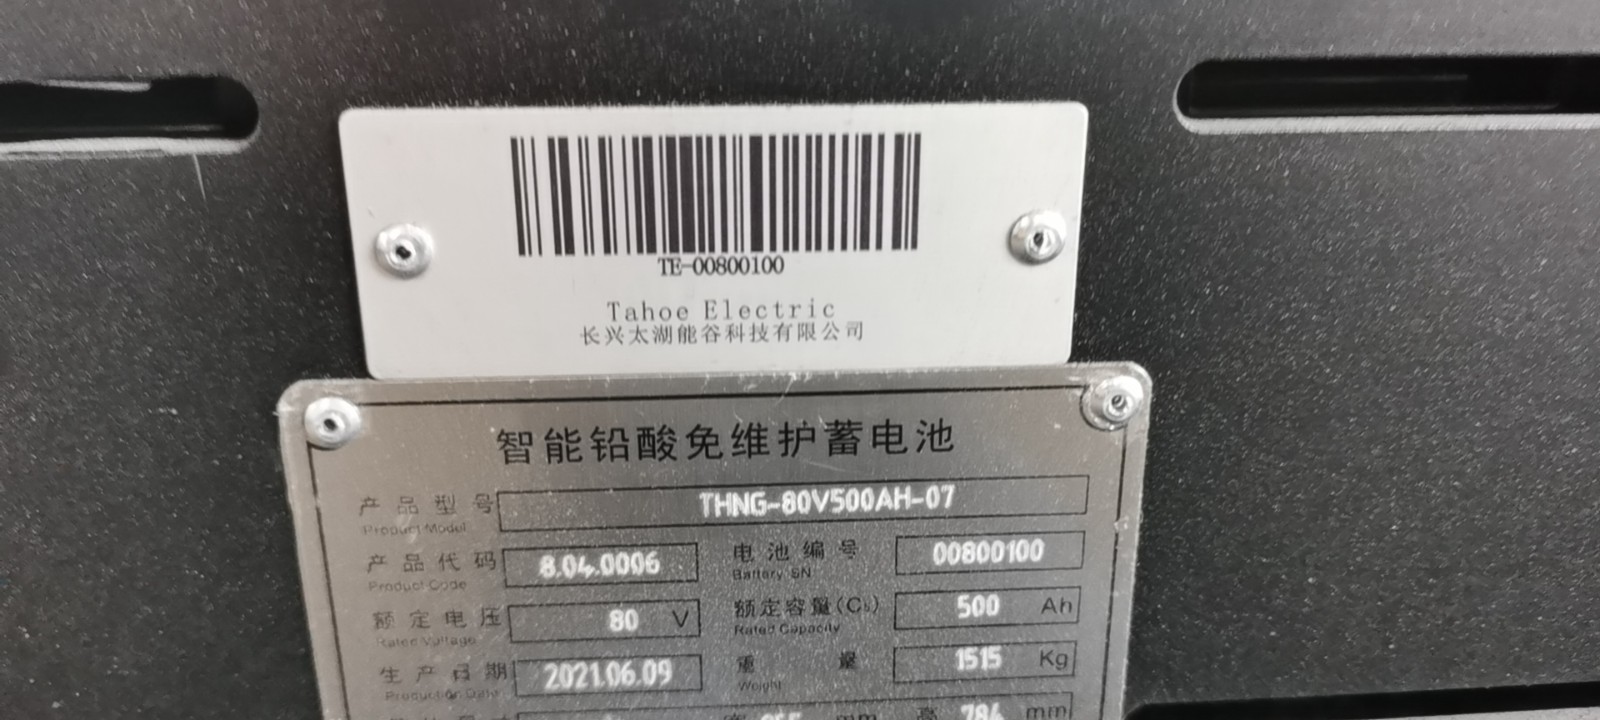 TE-00800100
Tahoe Electric
长兴太湖能谷科技有限公司
智能铅酸免维护蓄电池
产品型号 THNG-80V500AH-07
Product Model
产品代码 8.04.0006 电池编号 00800100
Product Code Battery SN
额定电压 80 V 额定容量(C₅) 500 Ah
Rated Voltage Rated Capacity
生产日期 2021.06.09 重量 1515 Kg
Production Date Weight
宽 mm 高 784 mm